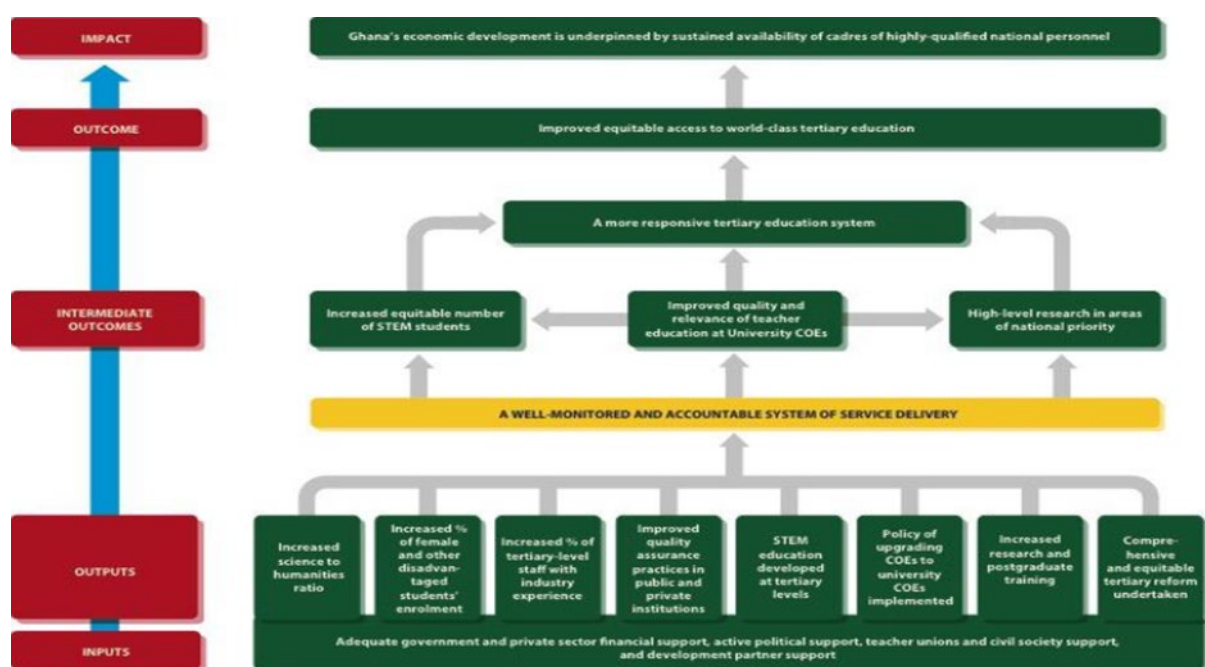 IMPACT
Ghana's economic development is underpinned by sustained availability of cadres of highly-qualified national personnel
OUTCOME
Improved equitable access to world-class tertiary education
A more responsive tertiary education system
INTERMEDIATE
OUTCOMES
Increased equitable number
of STEM students
Improved quality and
relevance of teacher
education at University COEs
High-level research in areas
of national priority
A WELL-MONITORED AND ACCOUNTABLE SYSTEM OF SERVICE DELIVERY
OUTPUTS
Increased
science to
humanities
ratio
Increased %
of female
and other
disadvan-
taged
students'
enrolment
Increased % of
tertiary-level
staff with
industry
experience
Improved
quality
assurance
practices in
public and
private
institutions
STEM
education
developed
at tertiary
levels
Policy of
upgrading
COEs to
university
COEs
implemented
Increased
research and
postgraduate
training
Compre-
hensive
and equitable
tertiary reform
undertaken
INPUTS
Adequate government and private sector financial support, active political support, teacher unions and civil society support,
and development partner support